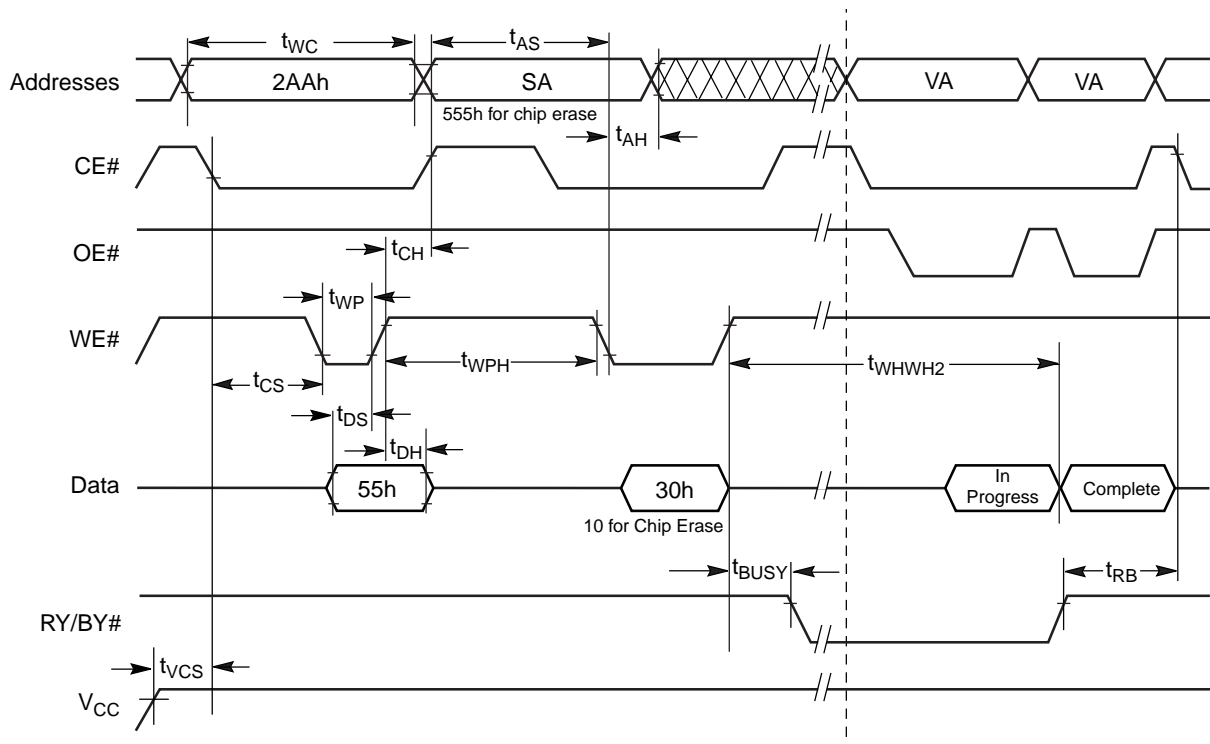 tWC
tAS
Addresses
2AAh
SA
VA
VA
555h for chip erase
tAH
CE#
OE#
tCH
tWP
WE#
tWPH
tWHWH2
tCS
tDS
tDH
Data
55h
30h
In
Progress
Complete
10 for Chip Erase
tBUSY
tRB
RY/BY#
tVCS
VCC